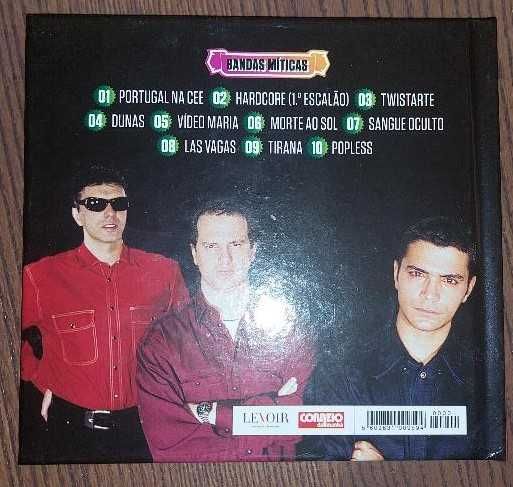 BANDAS MÍTICAS
01 PORTUGAL NA CEE 02 HARDCORE (1.º ESCALÃO) 03 TWISTARTE
04 DUNAS 05 VÍDEO MARIA 06 MORTE AO SOL 07 SANGUE OCULTO
08 LAS VAGAS 09 TIRANA 10 POPLESS
LEVOIR
CORREIO
da manhã